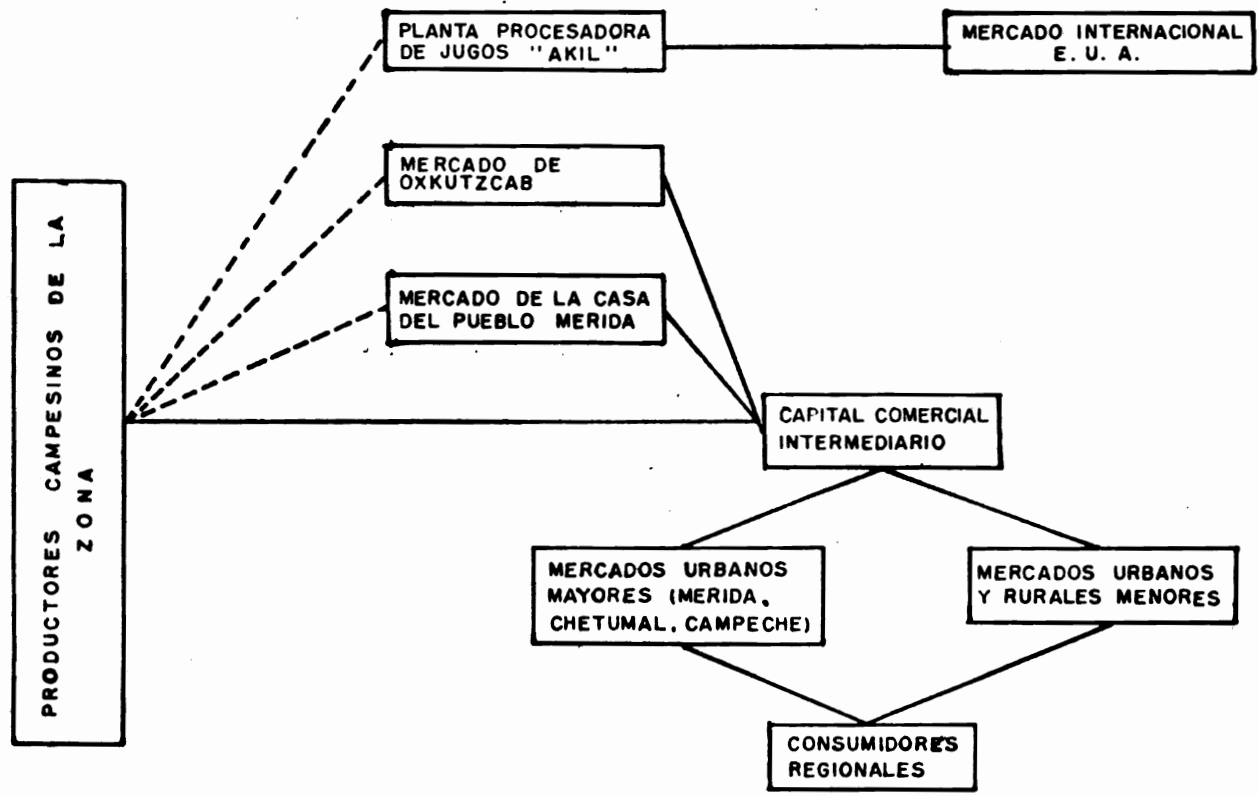 PLANTA PROCESADORA
DE JUGOS "AKIL"
MERCADO INTERNACIONAL
E. U. A.
MERCADO DE
OXKUTZCAB
MERCADO DE LA CASA
DEL PUEBLO MERIDA
PRODUCTORES CAMPESINOS DE LA
ZONA
CAPITAL COMERCIAL
INTERMEDIARIO
MERCADOS URBANOS
MAYORES (MERIDA,
CHETUMAL, CAMPECHE)
MERCADOS URBANOS
Y RURALES MENORES
CONSUMIDORES
REGIONALES